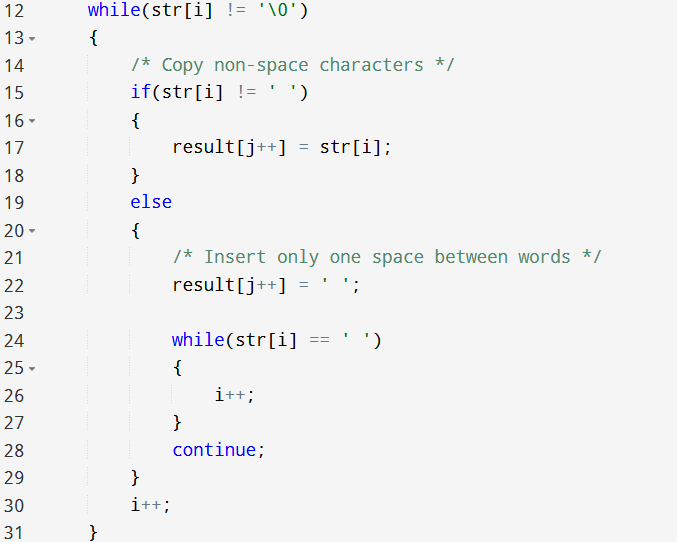 12 while(str[i] != '\0')
13 {
14 /* Copy non-space characters */
15 if(str[i] != ' ')
16 {
17 result[j++] = str[i];
18 }
19 else
20 {
21 /* Insert only one space between words */
22 result[j++] = ' ';
23
24 while(str[i] == ' ')
25 {
26 i++;
27 }
28 continue;
29 }
30 i++;
31 }